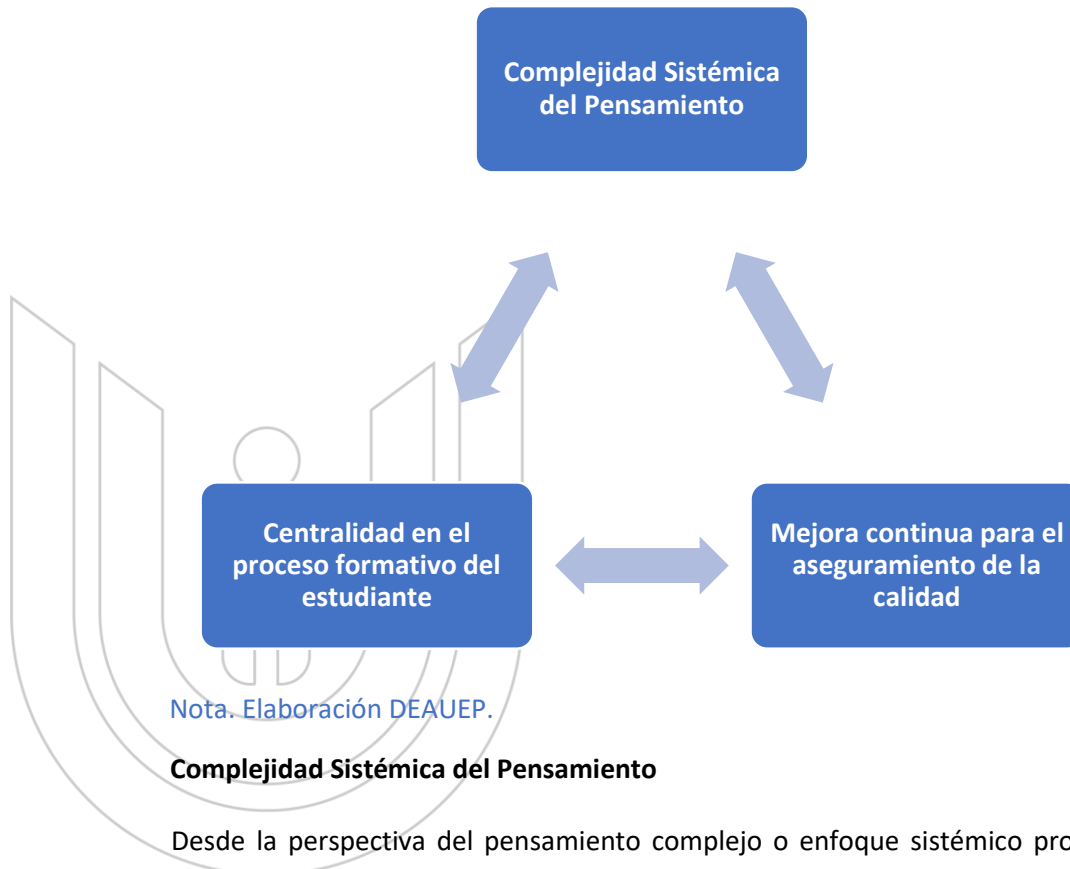 Complejidad Sistémica
del Pensamiento
Centralidad en el
proceso formativo del
estudiante
Mejora continua para el
aseguramiento de la
calidad
Nota. Elaboración DEAUEP.
Complejidad Sistémica del Pensamiento
Desde la perspectiva del pensamiento complejo o enfoque sistémico